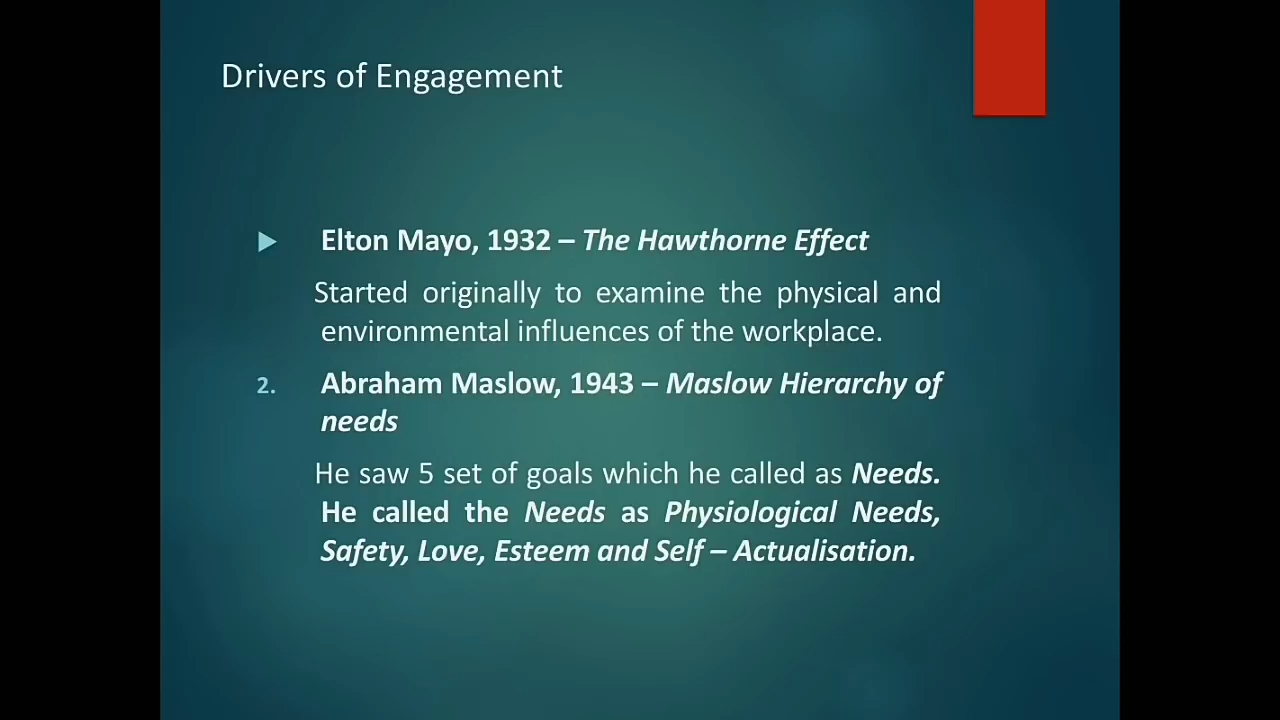 Drivers of Engagement
Elton Mayo, 1932 – The Hawthorne Effect
Started originally to examine the physical and
environmental influences of the workplace.
2. Abraham Maslow, 1943 – Maslow Hierarchy of
needs
He saw 5 set of goals which he called as Needs.
He called the Needs as Physiological Needs,
Safety, Love, Esteem and Self – Actualisation.